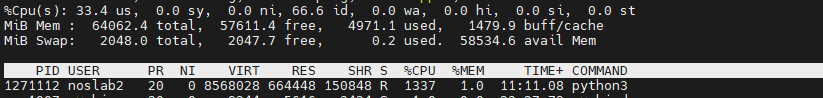 %Cpu(s): 33.4 us,  0.0 sy,  0.0 ni, 66.6 id,  0.0 wa,  0.0 hi,  0.0 si,  0.0 st
MiB Mem :  64062.4 total,  57611.4 free,   4971.1 used,   1479.9 buff/cache
MiB Swap:   2048.0 total,   2047.7 free,      0.2 used.  58534.6 avail Mem
PID USER      PR  NI    VIRT    RES    SHR S  %CPU  %MEM     TIME+ COMMAND
1271112 noslab2   20   0 8568028 664448 150848 R  1337   1.0  11:11.08 python3